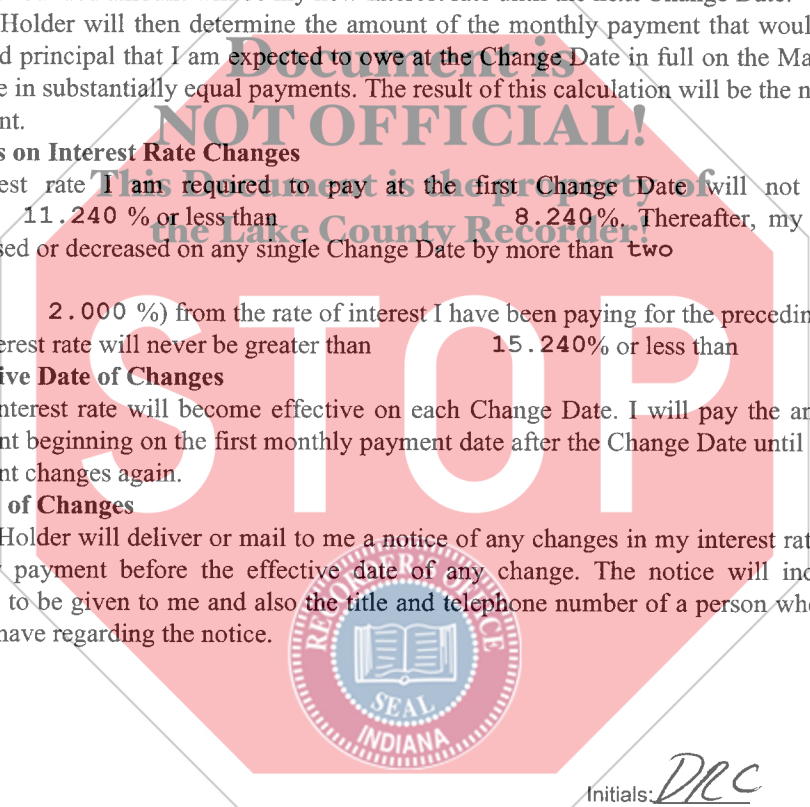 Holder will then determine the amount of the monthly payment that woul
d principal that I am expected to owe at the Change Date in full on the Ma
e in substantially equal payments. The result of this calculation will be the n
nt.
s on Interest Rate Changes
est rate I am required to pay at the first Change Date will not
11.240 % or less than 8.240%. Thereafter, my
sed or decreased on any single Change Date by more than two
2.000 %) from the rate of interest I have been paying for the precedin
erest rate will never be greater than 15.240% or less than
ive Date of Changes
nterest rate will become effective on each Change Date. I will pay the an
nt beginning on the first monthly payment date after the Change Date until
nt changes again.
of Changes
Holder will deliver or mail to me a notice of any changes in my interest rat
payment before the effective date of any change. The notice will inc
to be given to me and also the title and telephone number of a person who
have regarding the notice.
Initials: DRC
Document is
NOT OFFICIAL!
This Document is the property of
the Lake County Recorder!
STOP
RECORDER'S OFFICE
SEAL
INDIANA